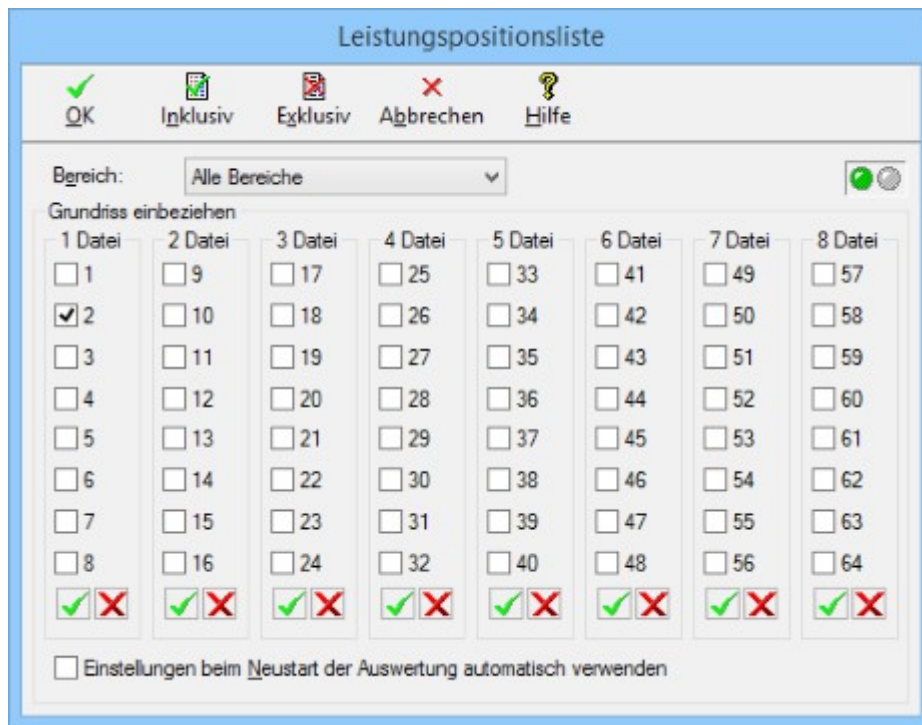 Leistungspositionsliste
OK Inklusiv Exklusiv Abbrechen Hilfe
Bereich: Alle Bereiche
Grundriss einbeziehen
1 Datei 2 Datei 3 Datei 4 Datei 5 Datei 6 Datei 7 Datei 8 Datei
1 9 17 25 33 41 49 57
2 10 18 26 34 42 50 58
3 11 19 27 35 43 51 59
4 12 20 28 36 44 52 60
5 13 21 29 37 45 53 61
6 14 22 30 38 46 54 62
7 15 23 31 39 47 55 63
8 16 24 32 40 48 56 64
Einstellungen beim Neustart der Auswertung automatisch verwenden